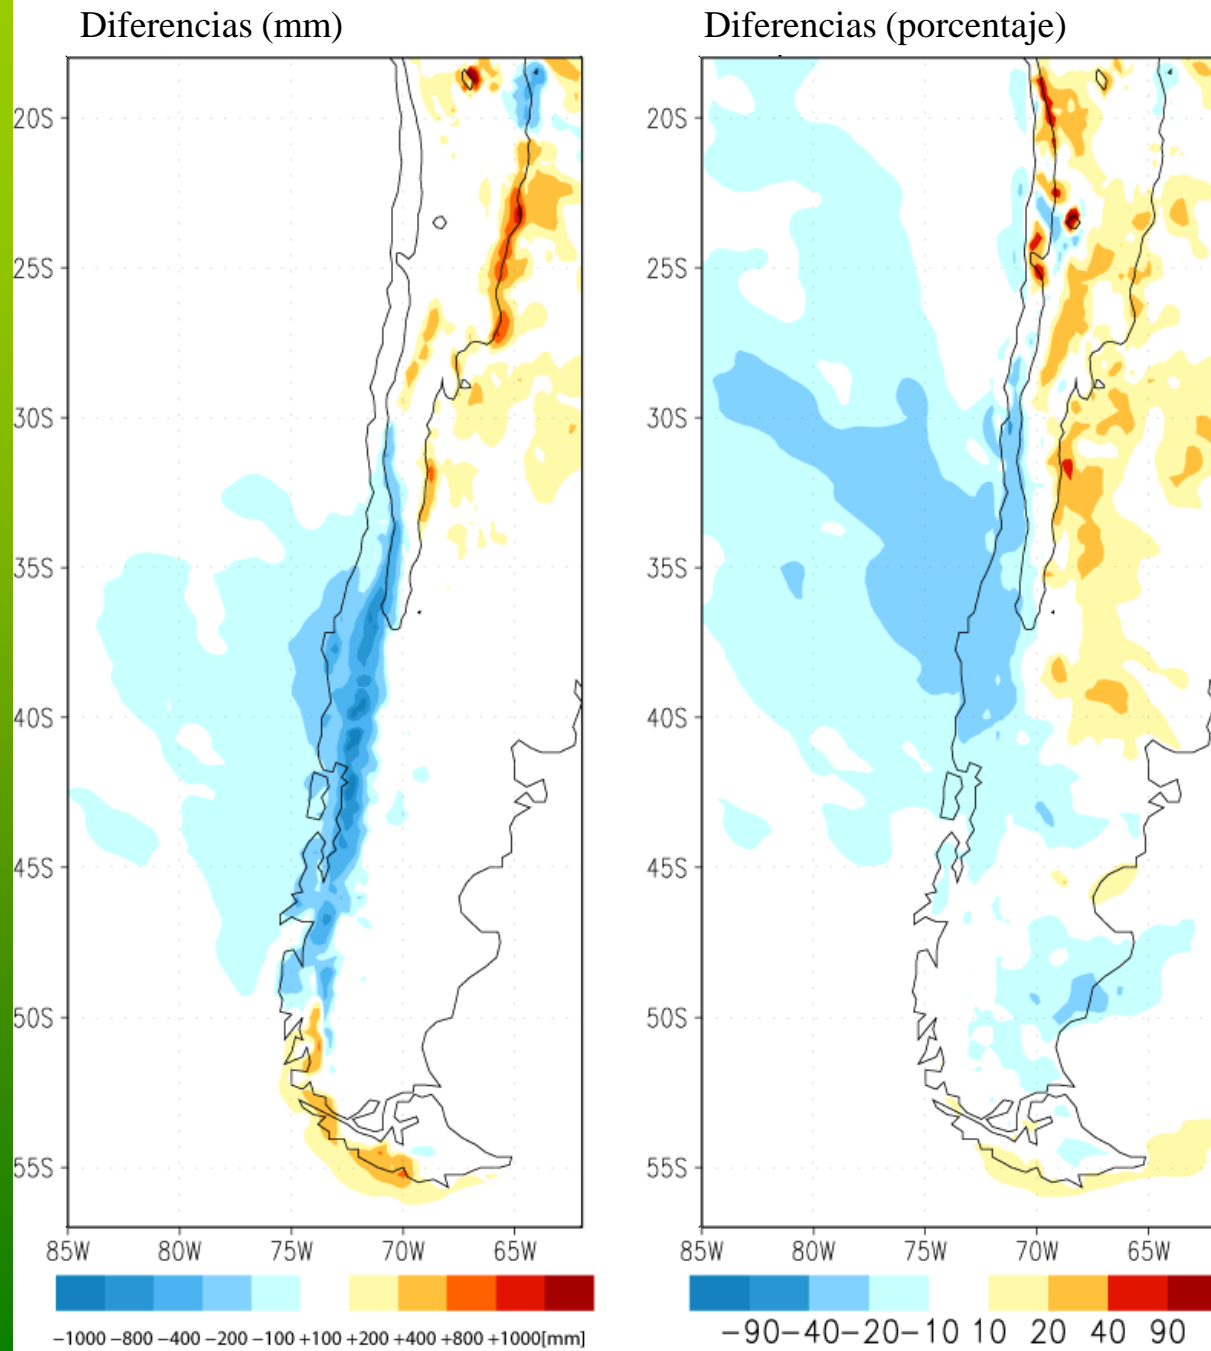 Diferencias (mm)
20S
25S
30S
35S
40S
45S
50S
55S
85W 80W 75W 70W 65W
−1000 −800 −400 −200 −100 +100 +200 +400 +800 +1000[mm]
Diferencias (porcentaje)
20S
25S
30S
35S
40S
45S
50S
55S
85W 80W 75W 70W 65W
−90−40−20−10 10 20 40 90